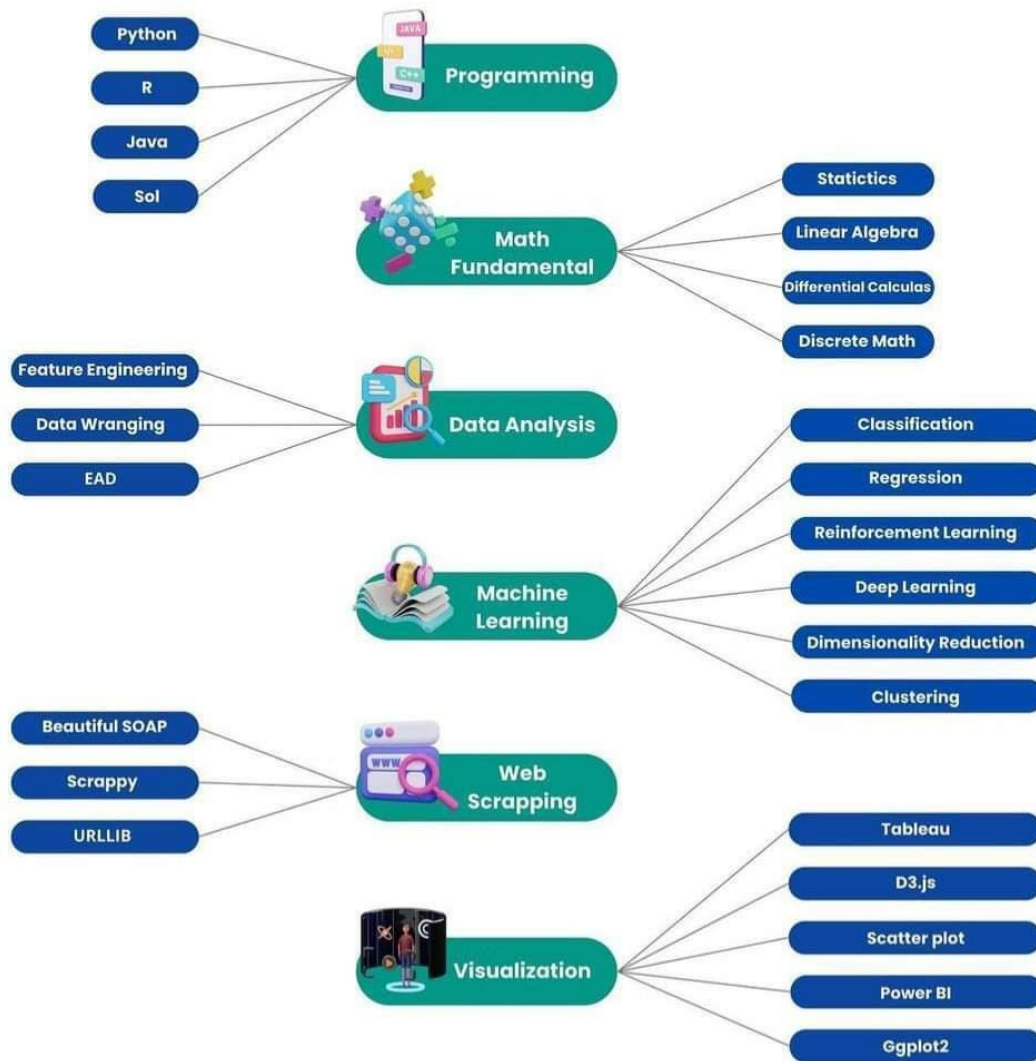 Python
R
Java
Sol
JAVA
C++
Programming
Math
Fundamental
Statictics
Linear Algebra
Differential Calculas
Discrete Math
Feature Engineering
Data Wranging
EAD
Data Analysis
Machine
Learning
Classification
Regression
Reinforcement Learning
Deep Learning
Dimensionality Reduction
Clustering
Beautiful SOAP
Scrappy
URLLIB
WWW
Web
Scrapping
Visualization
Tableau
D3.js
Scatter plot
Power BI
Ggplot2